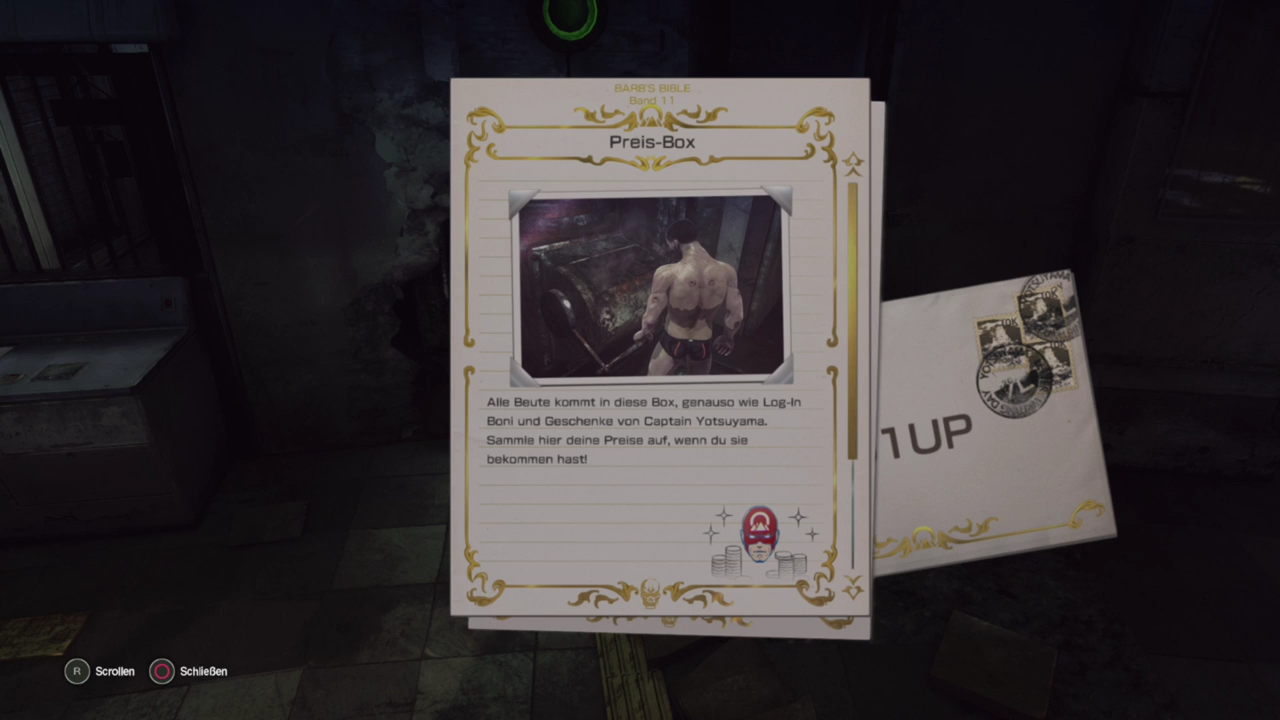 BARB'S BIBLE
Band 11
Preis-Box
Alle Beute kommt in diese Box, genauso wie Log-In
Boni und Geschenke von Captain Yotsuyama.
Sammle hier deine Preise auf, wenn du sie
bekommen hast!
1UP
R Scrollen
Schließen